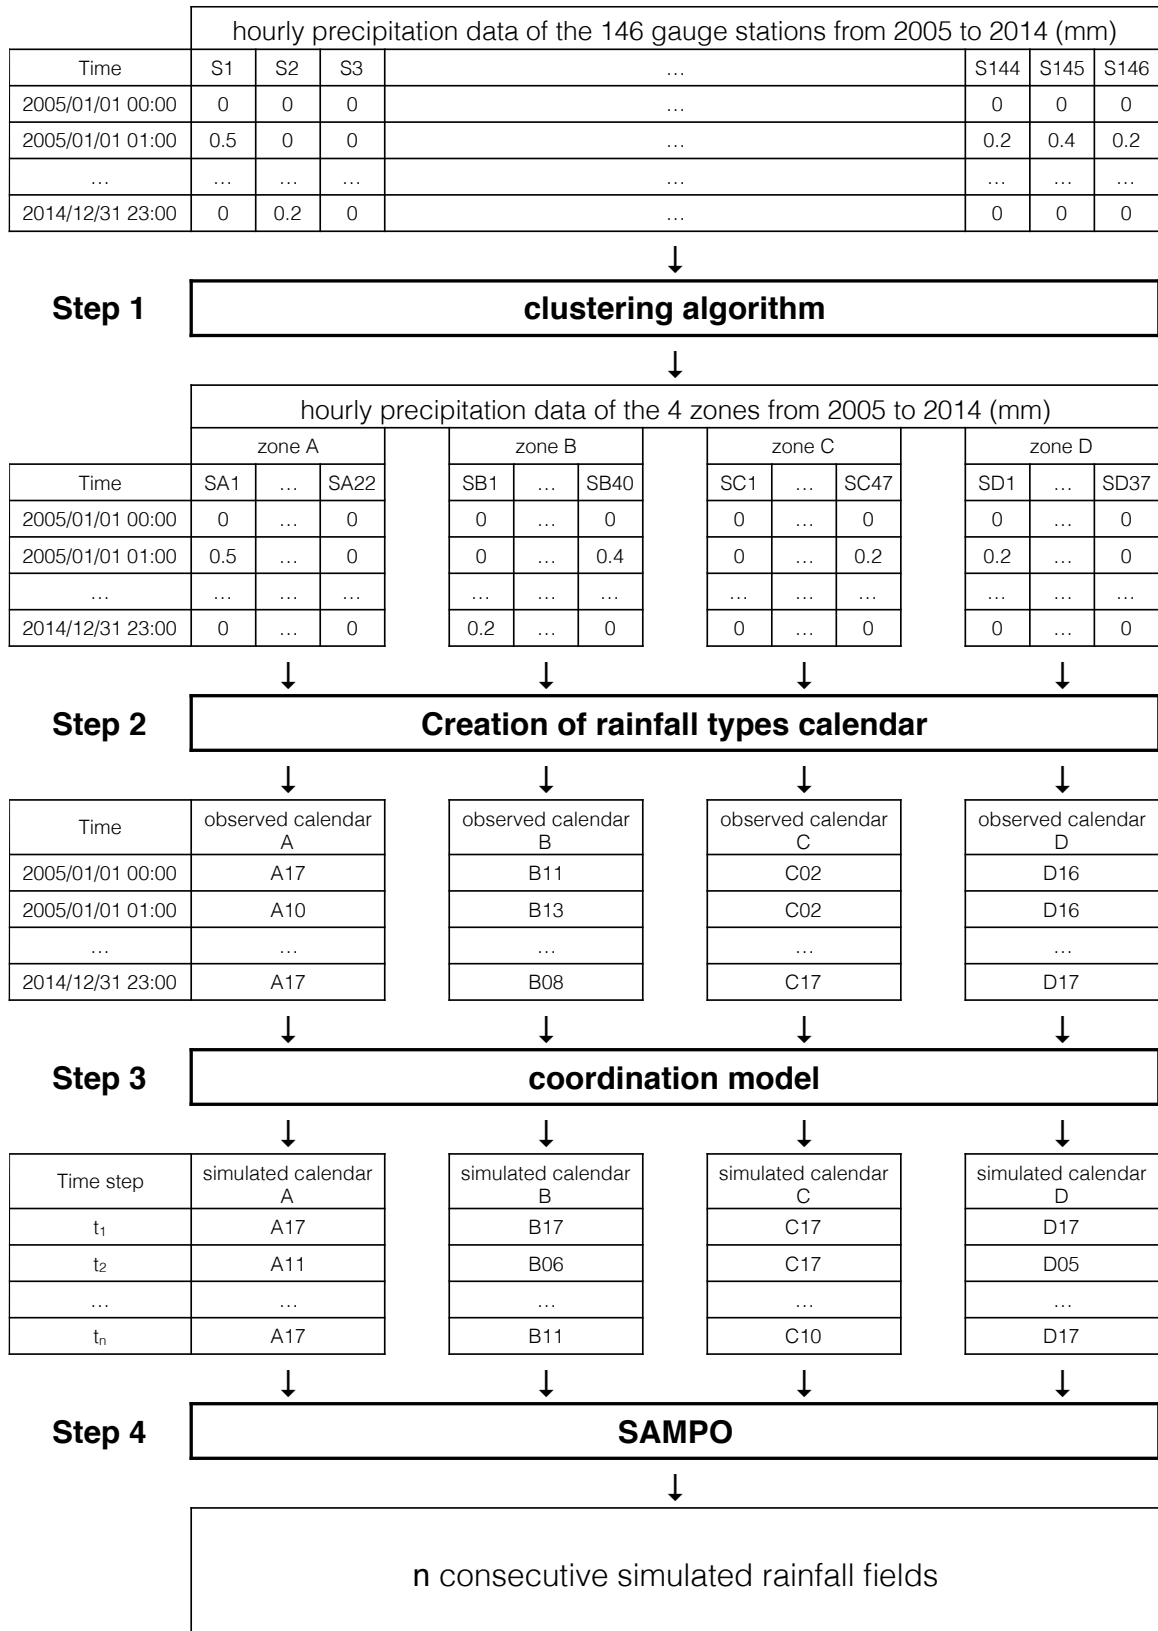 hourly precipitation data of the 146 gauge stations from 2005 to 2014 (mm)
Time S1 S2 S3 … S144 S145 S146
2005/01/01 00:00 0 0 0 … 0 0 0
2005/01/01 01:00 0.5 0 0 … 0.2 0.4 0.2
… … … … … … … …
2014/12/31 23:00 0 0.2 0 … 0 0 0
↓
Step 1 clustering algorithm
↓
hourly precipitation data of the 4 zones from 2005 to 2014 (mm)
zone A zone B zone C zone D
Time SA1 … SA22 SB1 … SB40 SC1 … SC47 SD1 … SD37
2005/01/01 00:00 0 … 0 0 … 0 0 … 0 0 … 0
2005/01/01 01:00 0.5 … 0 0 … 0.4 0 … 0.2 0.2 … 0
… … … … … … … … … … … … …
2014/12/31 23:00 0 … 0 0.2 … 0 0 … 0 0 … 0
↓ ↓ ↓ ↓
Step 2 Creation of rainfall types calendar
↓ ↓ ↓ ↓
Time observed calendar observed calendar observed calendar observed calendar
A B C D
2005/01/01 00:00 A17 B11 C02 D16
2005/01/01 01:00 A10 B13 C02 D16
… … … … …
2014/12/31 23:00 A17 B08 C17 D17
↓ ↓ ↓ ↓
Step 3 coordination model
↓ ↓ ↓ ↓
Time step simulated calendar simulated calendar simulated calendar simulated calendar
A B C D
t₁ A17 B17 C17 D17
t₂ A11 B06 C17 D05
… … … … …
tₙ A17 B11 C10 D17
↓ ↓ ↓ ↓
Step 4 SAMPO
↓
n consecutive simulated rainfall fields